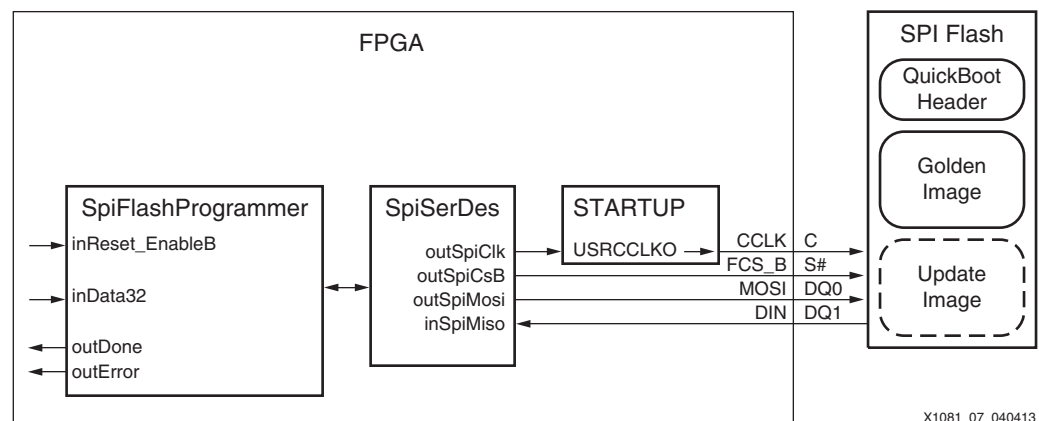 FPGA
SPI Flash
QuickBoot
Header
Golden
Image
Update
Image
SpiFlashProgrammer
inReset_EnableB
inData32
outDone
outError
SpiSerDes
outSpiClk
outSpiCsB
outSpiMosi
inSpiMiso
STARTUP
USRCCLKO
CCLK C
FCS_B S#
MOSI DQ0
DIN DQ1
X1081_07_040413